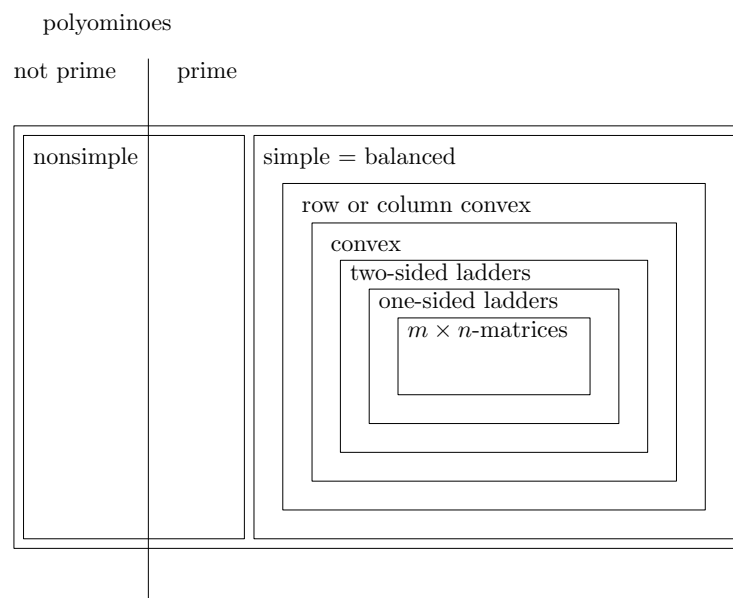 polyominoes
not prime prime
nonsimple simple = balanced
row or column convex
convex
two-sided ladders
one-sided ladders
m × n-matrices